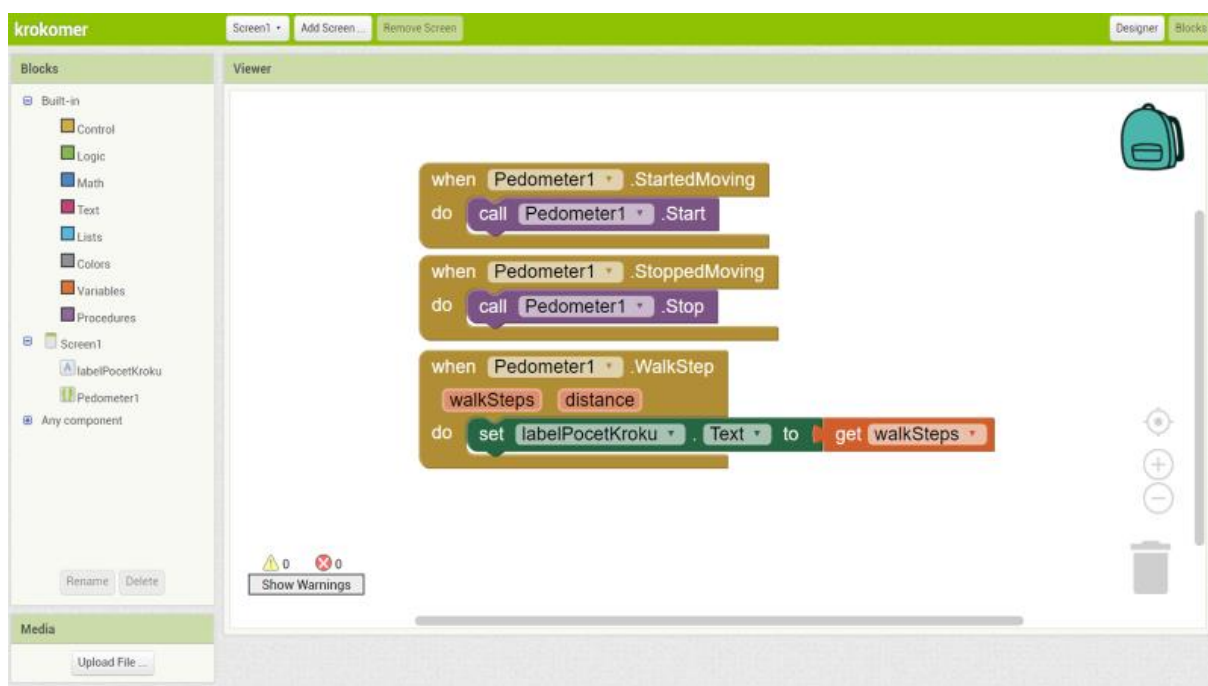 krokomer
Screen1
Add Screen ...
Remove Screen
Designer
Blocks
Blocks
Viewer
Built-in
Control
Logic
Math
Text
Lists
Colors
Variables
Procedures
Screen1
labelPocetKroku
Pedometer1
Any component
Rename
Delete
Media
Upload File ...
when Pedometer1 .StartedMoving
do call Pedometer1 .Start
when Pedometer1 .StoppedMoving
do call Pedometer1 .Stop
when Pedometer1 .WalkStep
walkSteps distance
do set labelPocetKroku . Text to get walkSteps
0 0
Show Warnings